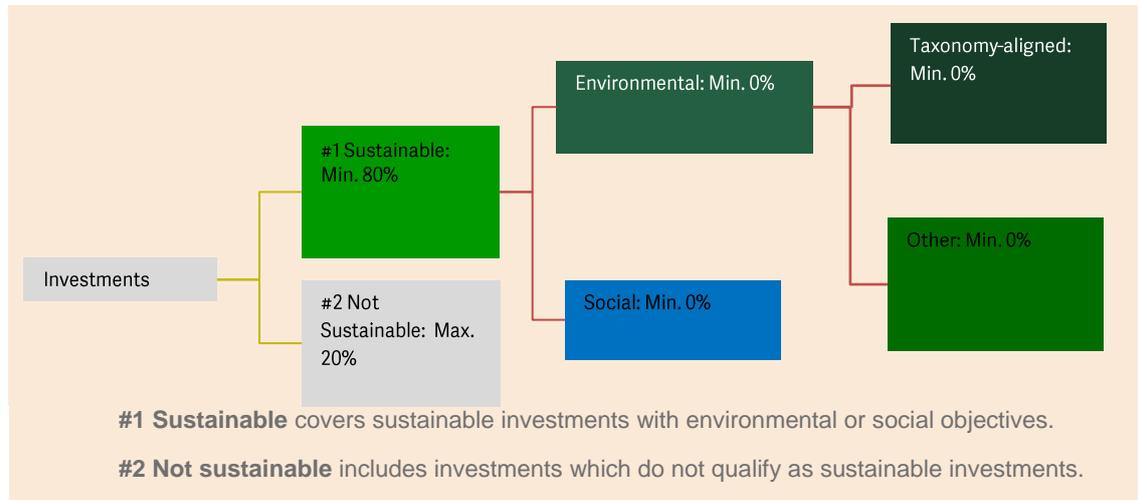 Taxonomy-aligned:
Min. 0%
Environmental: Min. 0%
#1 Sustainable:
Min. 80%
Other: Min. 0%
Investments
#2 Not
Sustainable: Max.
20%
Social: Min. 0%
#1 Sustainable covers sustainable investments with environmental or social objectives.
#2 Not sustainable includes investments which do not qualify as sustainable investments.